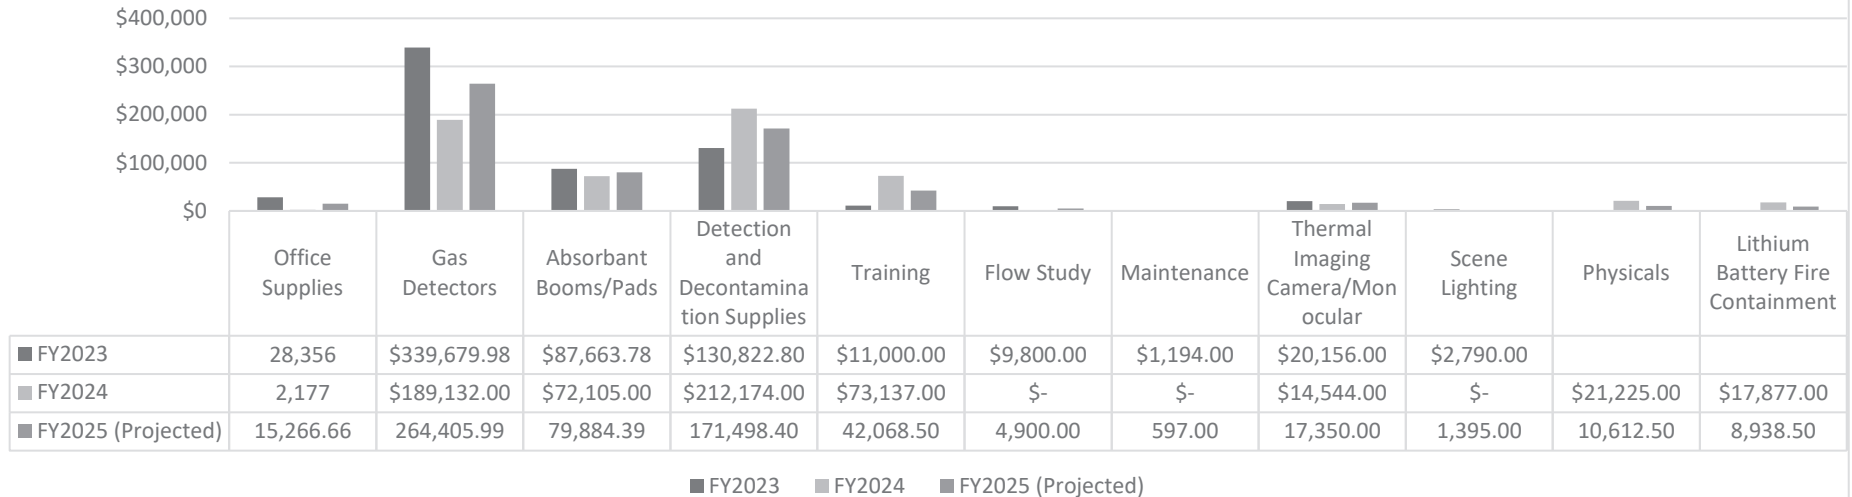 $400,000
$300,000
$200,000
$100,000
$0
Office
Supplies
Gas
Detectors
Absorbant
Booms/Pads
Detection
and
Decontamina
tion Supplies
Training
Flow Study
Maintenance
Thermal
Imaging
Camera/Mon
ocular
Scene
Lighting
Physicals
Lithium
Battery Fire
Containment
FY2023 28,356 $339,679.98 $87,663.78 $130,822.80 $11,000.00 $9,800.00 $1,194.00 $20,156.00 $2,790.00
FY2024 2,177 $189,132.00 $72,105.00 $212,174.00 $73,137.00 $- $- $14,544.00 $- $21,225.00 $17,877.00
FY2025 (Projected) 15,266.66 264,405.99 79,884.39 171,498.40 42,068.50 4,900.00 597.00 17,350.00 1,395.00 10,612.50 8,938.50
FY2023 FY2024 FY2025 (Projected)